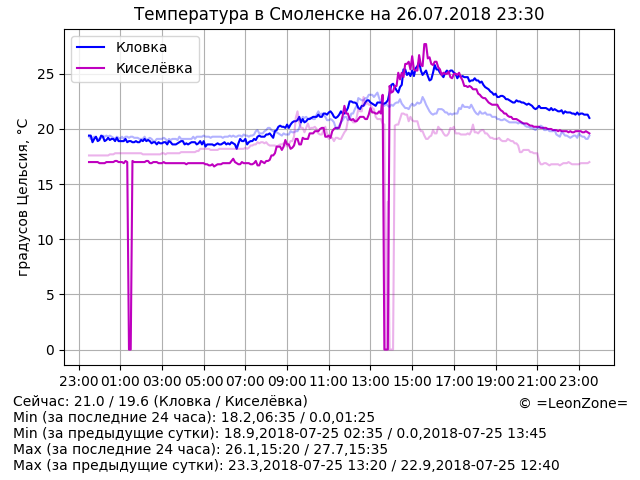 Температура в Смоленске на 26.07.2018 23:30
Кловка
Киселёвка
градусов Цельсия, °C
25
20
15
10
5
0
23:00 01:00 03:00 05:00 07:00 09:00 11:00 13:00 15:00 17:00 19:00 21:00 23:00
Сейчас: 21.0 / 19.6 (Кловка / Киселёвка)
© =LeonZone=
Min (за последние 24 часа): 18.2,06:35 / 0.0,01:25
Min (за предыдущие сутки): 18.9,2018-07-25 02:35 / 0.0,2018-07-25 13:45
Max (за последние 24 часа): 26.1,15:20 / 27.7,15:35
Max (за предыдущие сутки): 23.3,2018-07-25 13:20 / 22.9,2018-07-25 12:40